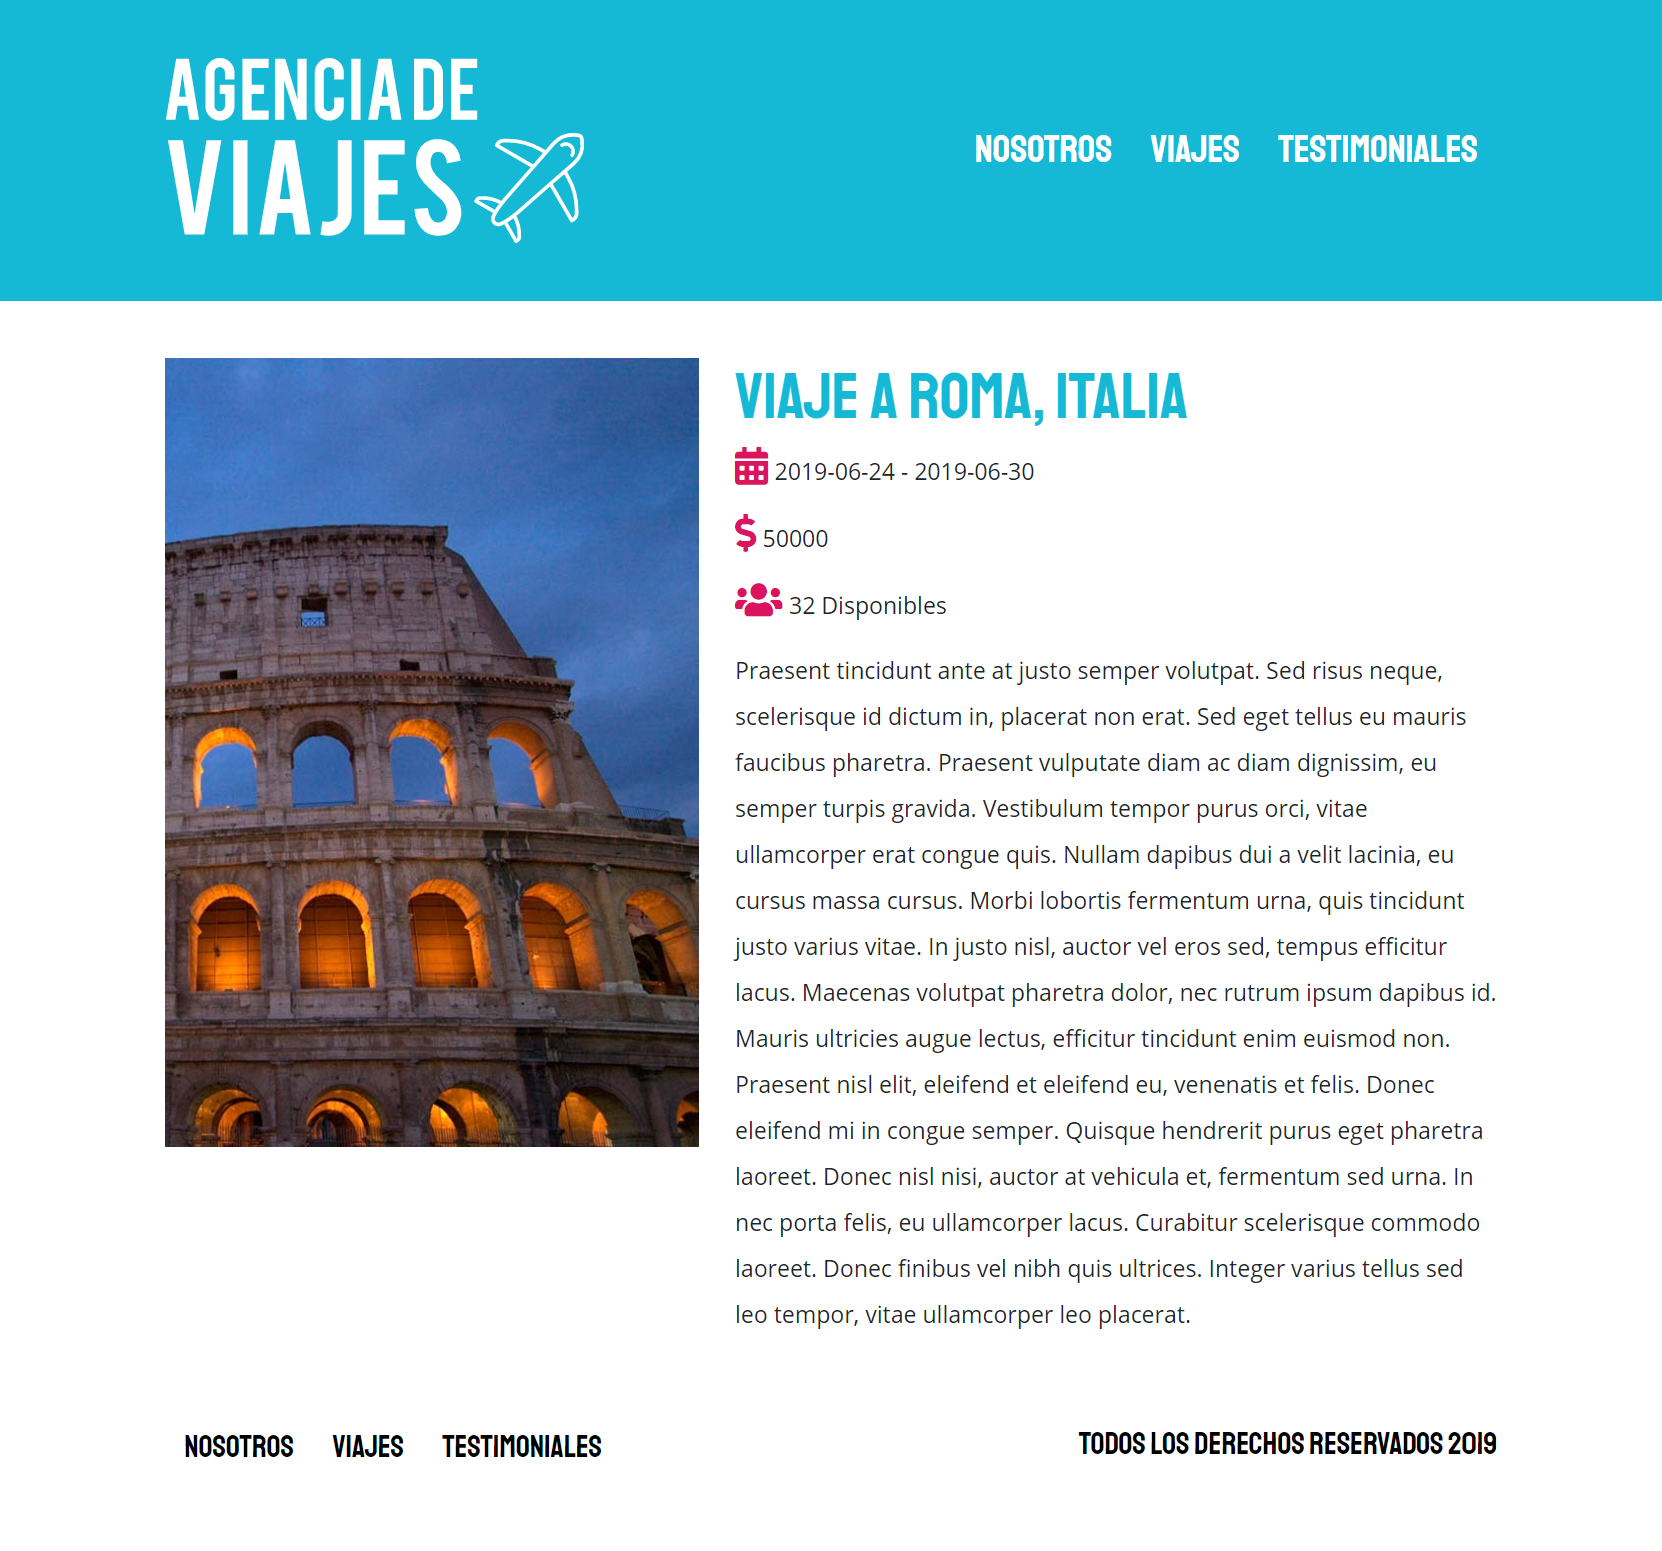 AGENCIA DE
VIAJES
NOSOTROS VIAJES TESTIMONIALES
VIAJE A ROMA, ITALIA
2019-06-24 - 2019-06-30
$ 50000
32 Disponibles
Praesent tincidunt ante at justo semper volutpat. Sed risus neque,
scelerisque id dictum in, placerat non erat. Sed eget tellus eu mauris
faucibus pharetra. Praesent vulputate diam ac diam dignissim, eu
semper turpis gravida. Vestibulum tempor purus orci, vitae
ullamcorper erat congue quis. Nullam dapibus dui a velit lacinia, eu
cursus massa cursus. Morbi lobortis fermentum urna, quis tincidunt
justo varius vitae. In justo nisl, auctor vel eros sed, tempus efficitur
lacus. Maecenas volutpat pharetra dolor, nec rutrum ipsum dapibus id.
Mauris ultricies augue lectus, efficitur tincidunt enim euismod non.
Praesent nisl elit, eleifend et eleifend eu, venenatis et felis. Donec
eleifend mi in congue semper. Quisque hendrerit purus eget pharetra
laoreet. Donec nisl nisi, auctor at vehicula et, fermentum sed urna. In
nec porta felis, eu ullamcorper lacus. Curabitur scelerisque commodo
laoreet. Donec finibus vel nibh quis ultrices. Integer varius tellus sed
leo tempor, vitae ullamcorper leo placerat.
NOSOTROS VIAJES TESTIMONIALES
TODOS LOS DERECHOS RESERVADOS 2019